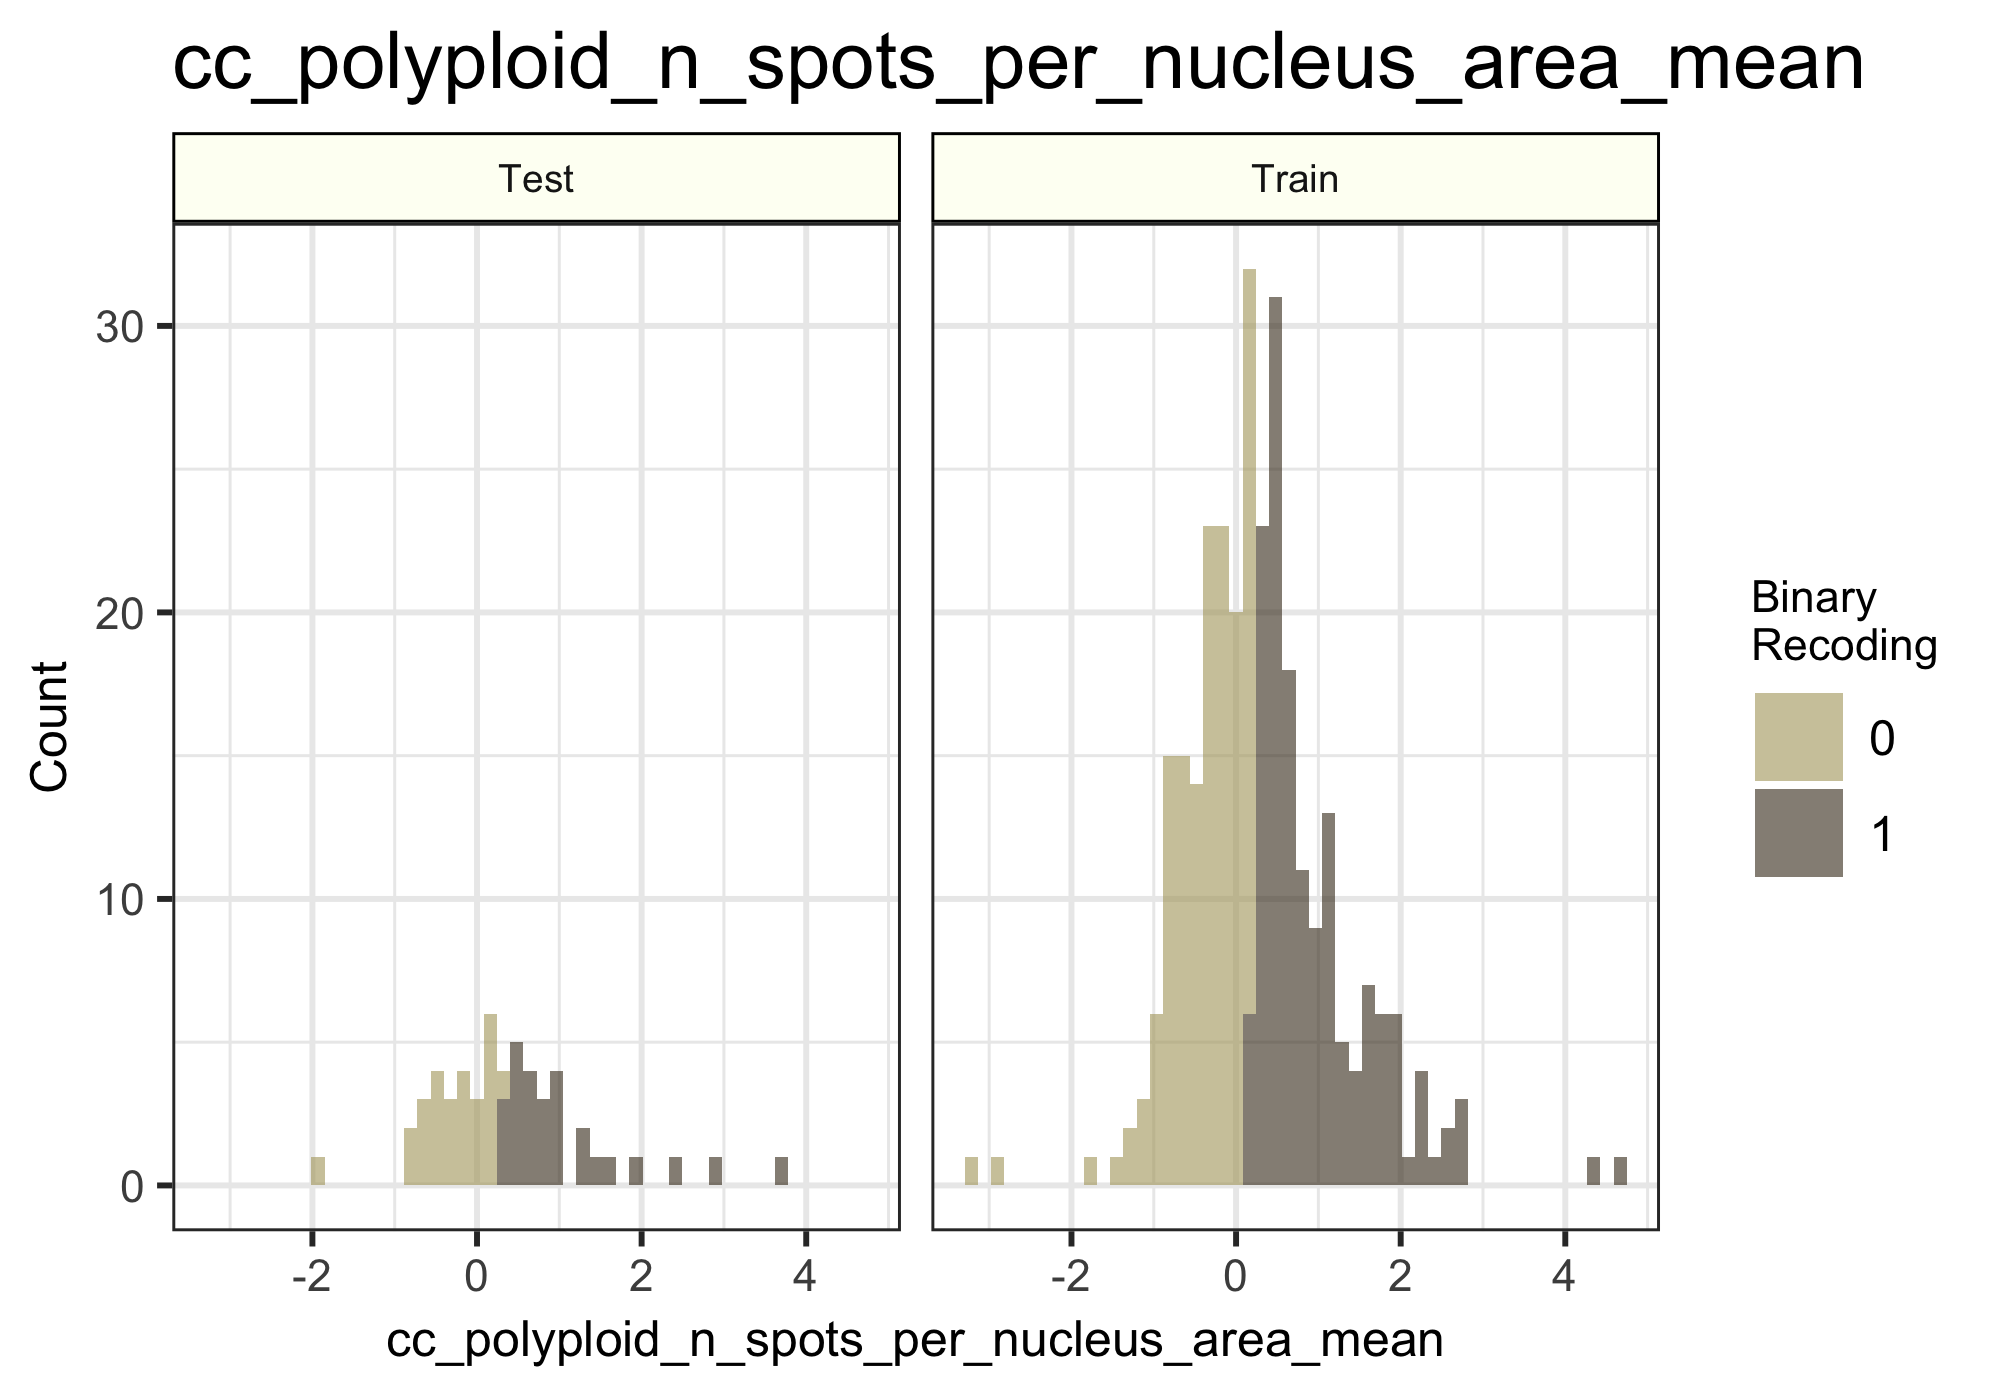 cc_polyploid_n_spots_per_nucleus_area_mean
Test
Train
30
20
10
0
Count
-2 0 2 4
-2 0 2 4
cc_polyploid_n_spots_per_nucleus_area_mean
Binary
Recoding
0
1